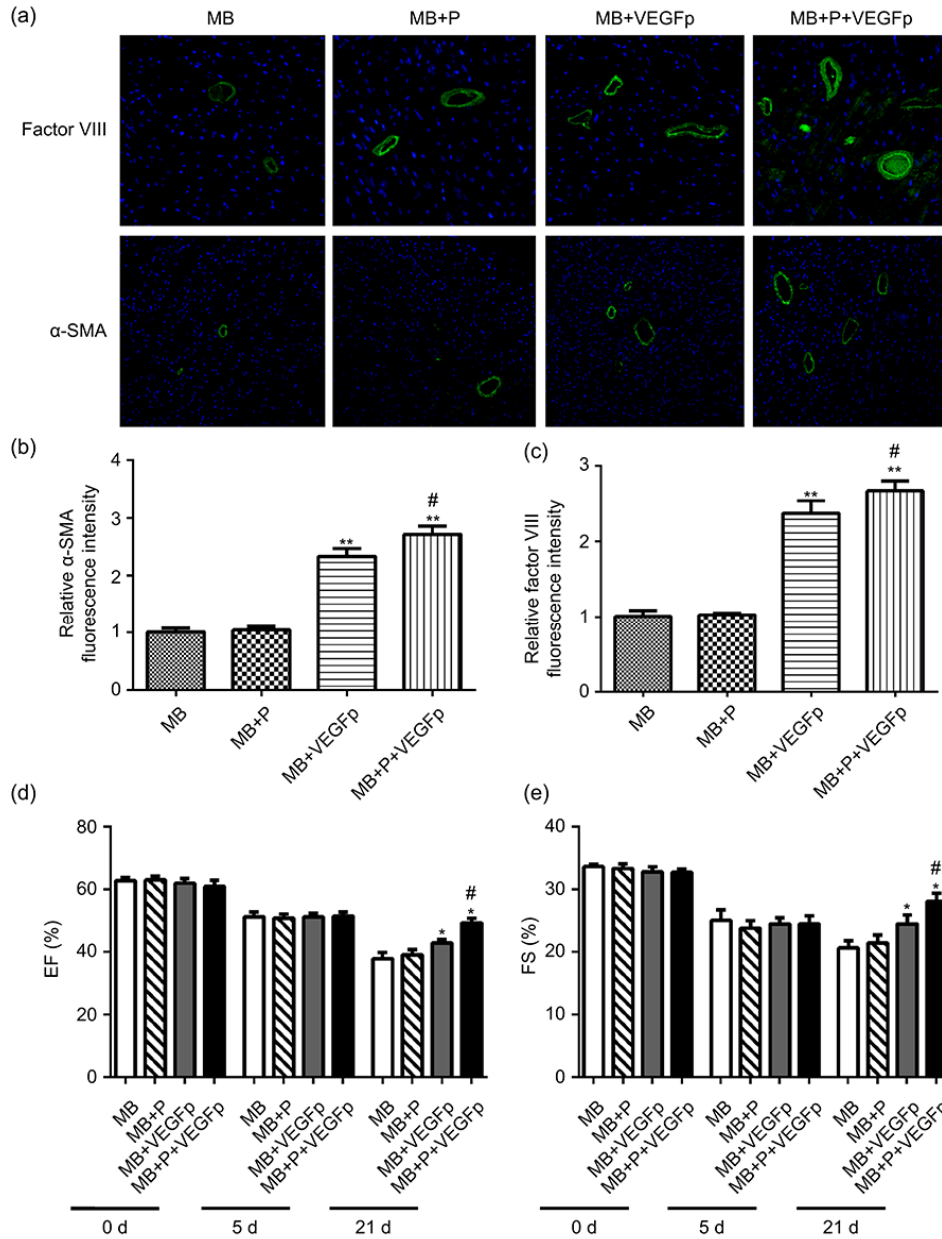 (a)
MB
MB+P
MB+VEGFp
MB+P+VEGFp
Factor VIII
α-SMA
(b)
Relative α-SMA
fluorescence intensity
4
3
2
1
0
**
#
**
MB
MB+P
MB+VEGFp
MB+P+VEGFp
(c)
Relative factor VIII
fluorescence intensity
3
2
1
0
**
#
**
MB
MB+P
MB+VEGFp
MB+P+VEGFp
(d)
EF (%)
80
60
40
20
0
*
#
*
MB
MB+P
MB+VEGFp
MB+P+VEGFp
MB
MB+P
MB+VEGFp
MB+P+VEGFp
MB
MB+P
MB+VEGFp
MB+P+VEGFp
0 d
5 d
21 d
(e)
FS (%)
40
30
20
10
0
*
#
*
MB
MB+P
MB+VEGFp
MB+P+VEGFp
MB
MB+P
MB+VEGFp
MB+P+VEGFp
MB
MB+P
MB+VEGFp
MB+P+VEGFp
0 d
5 d
21 d